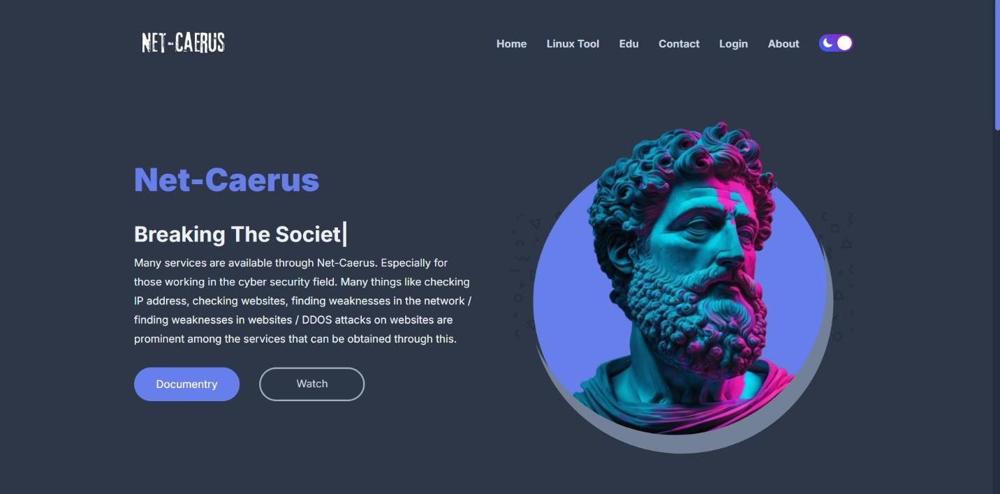 NET-CAERUS
Home Linux Tool Edu Contact Login About
Net-Caerus
Breaking The Societ
Many services are available through Net-Caerus. Especially for
those working in the cyber security field. Many things like checking
IP address, checking websites, finding weaknesses in the network /
finding weaknesses in websites / DDOS attacks on websites are
prominent among the services that can be obtained through this.
Documentry Watch